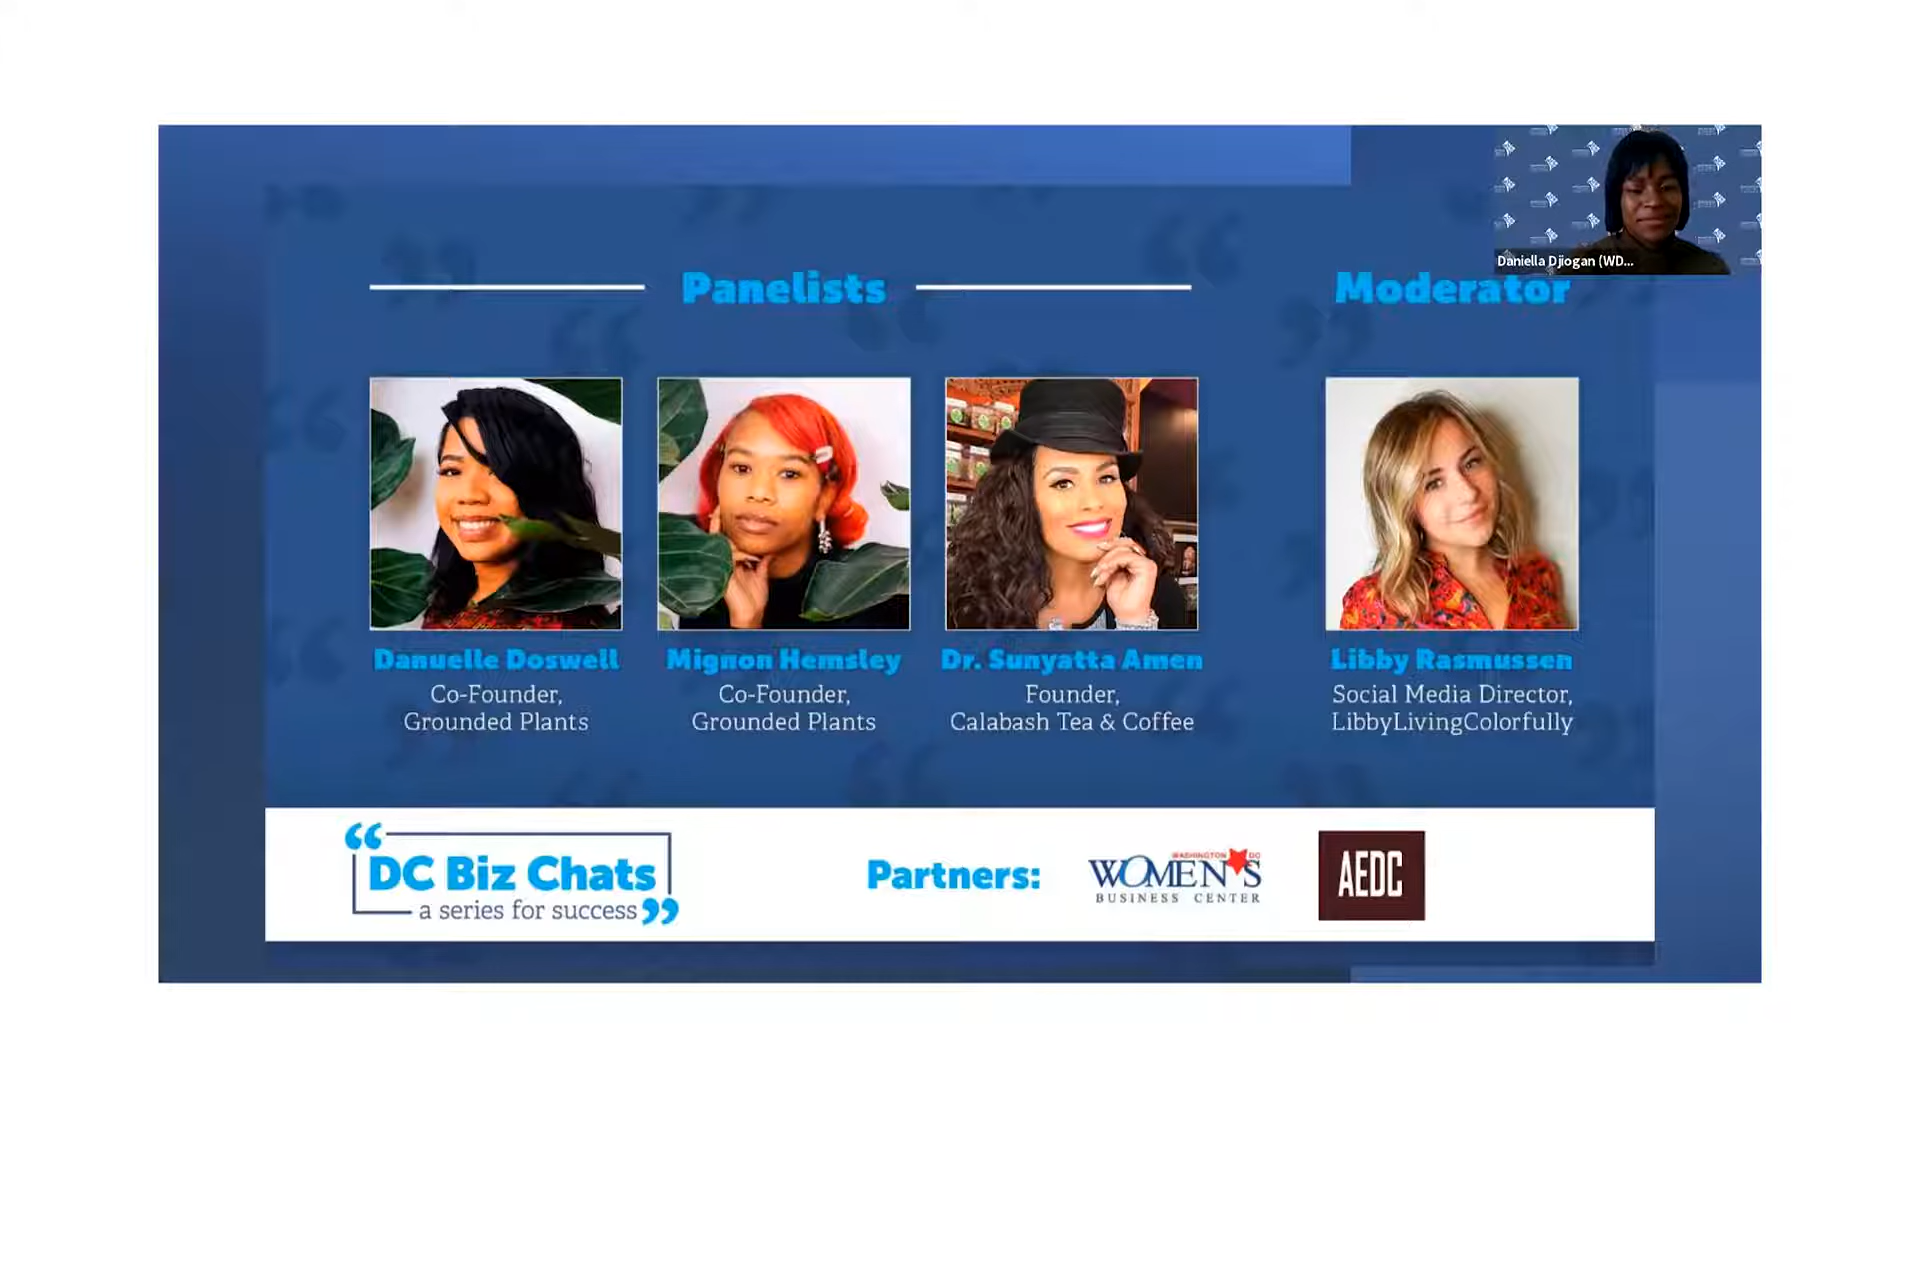 Daniella Djiogan (WD...
Panelists
Moderator
Danuelle Doswell
Co-Founder,
Grounded Plants
Mignon Hemsley
Co-Founder,
Grounded Plants
Dr. Sunyatta Amen
Founder,
Calabash Tea & Coffee
Libby Rasmussen
Social Media Director,
LibbyLivingColorfully
“DC Biz Chats
a series for success”
Partners:
WASHINGTON DC
WOMEN'S
BUSINESS CENTER
AEDC